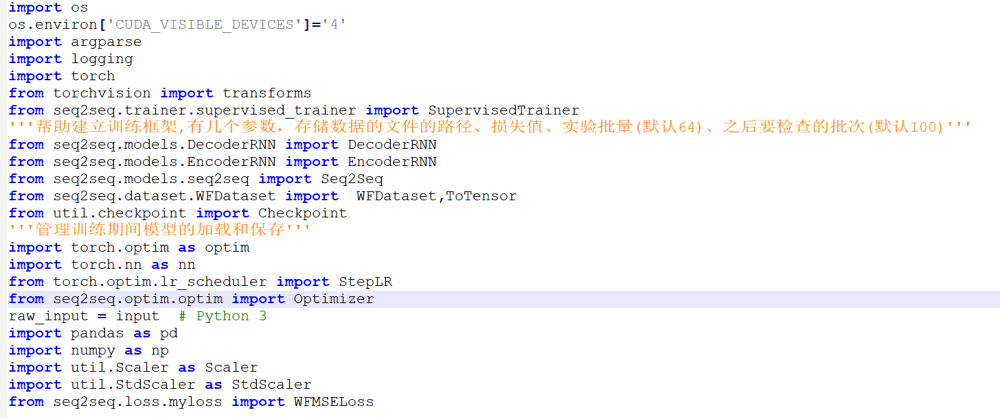 import os
os.environ['CUDA_VISIBLE_DEVICES']='4'
import argparse
import logging
import torch
from torchvision import transforms
from seq2seq.trainer.supervised_trainer import SupervisedTrainer
'''帮助建立训练框架,有几个参数，存储数据的文件的路径、损失值、实验批量(默认64)、之后要检查的批次(默认100)'''
from seq2seq.models.DecoderRNN import DecoderRNN
from seq2seq.models.EncoderRNN import EncoderRNN
from seq2seq.models.seq2seq import Seq2Seq
from seq2seq.dataset.WFDataset import  WFDataset,ToTensor
from util.checkpoint import Checkpoint
'''管理训练期间模型的加载和保存'''
import torch.optim as optim
import torch.nn as nn
from torch.optim.lr_scheduler import StepLR
from seq2seq.optim.optim import Optimizer
raw_input = input  # Python 3
import pandas as pd
import numpy as np
import util.Scaler as Scaler
import util.StdScaler as StdScaler
from seq2seq.loss.myloss import WFMSELoss